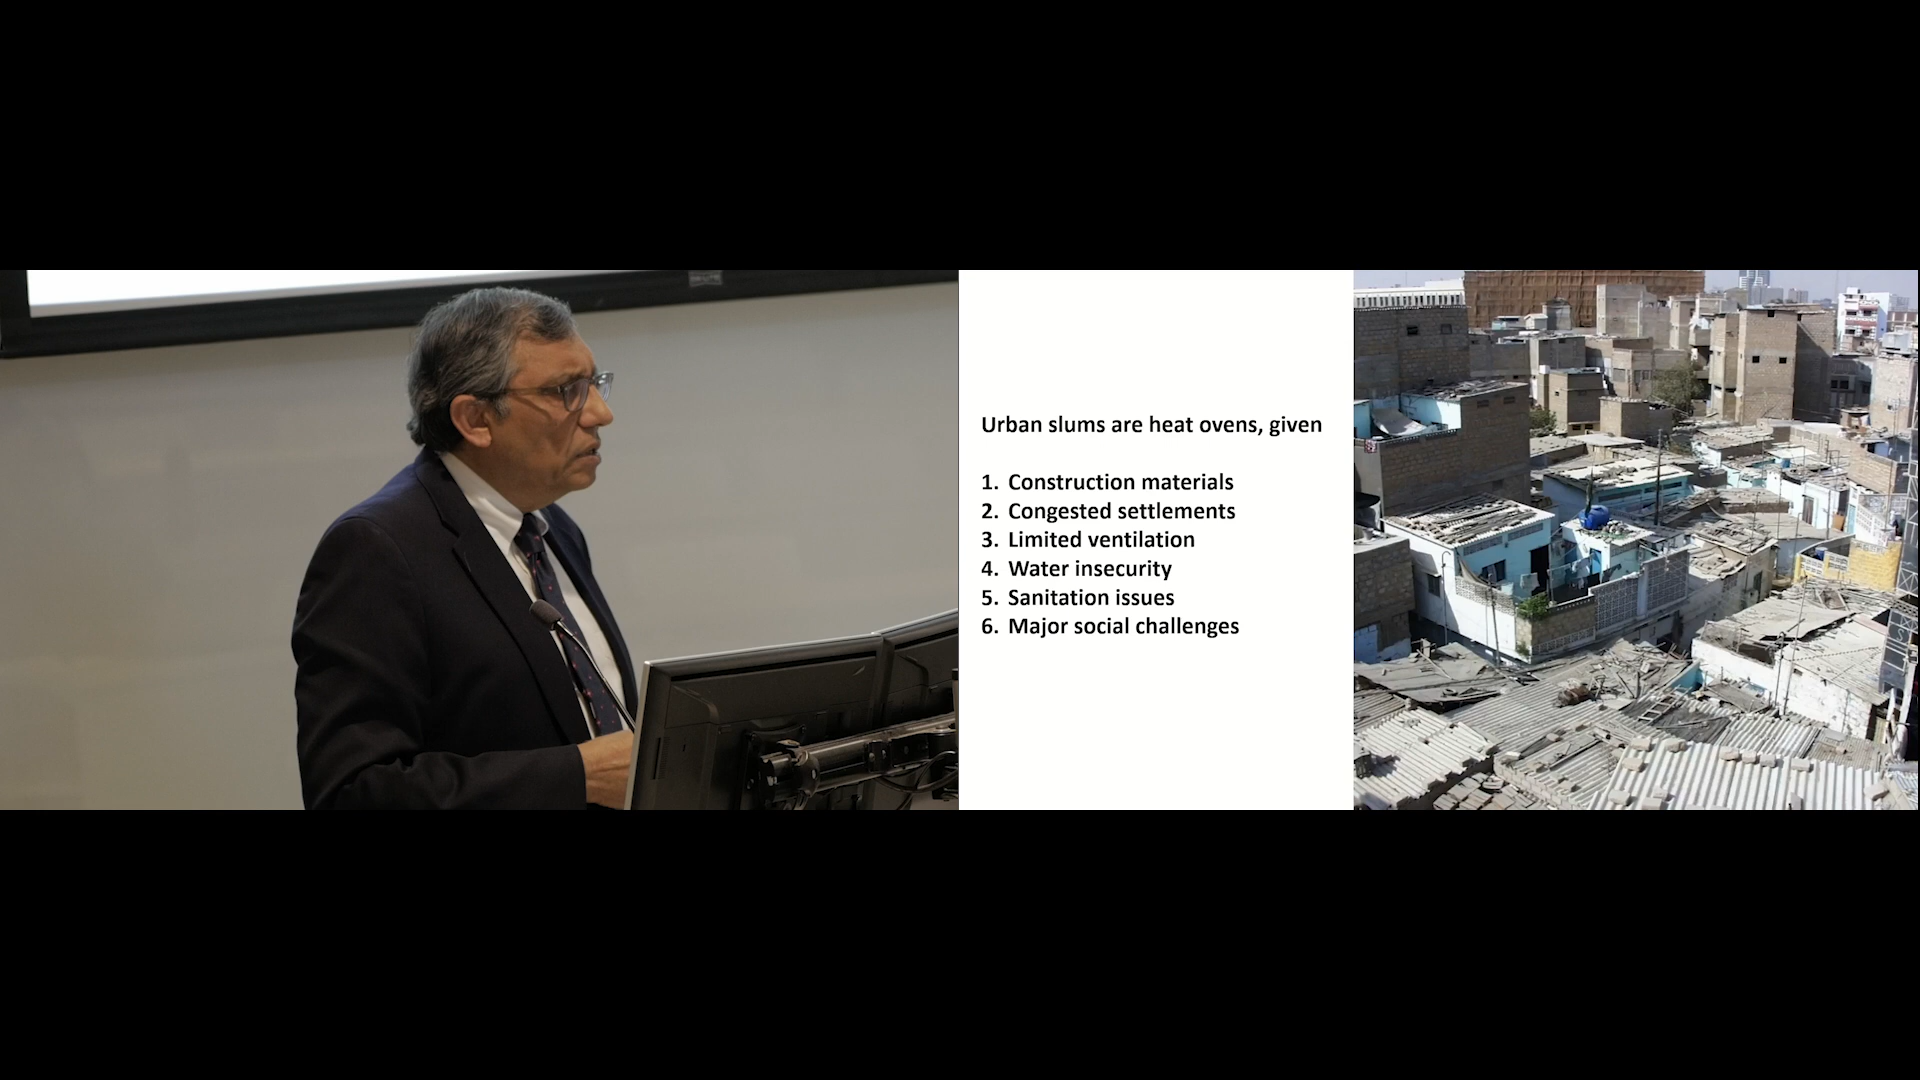 Urban slums are heat ovens, given
1. Construction materials
2. Congested settlements
3. Limited ventilation
4. Water insecurity
5. Sanitation issues
6. Major social challenges